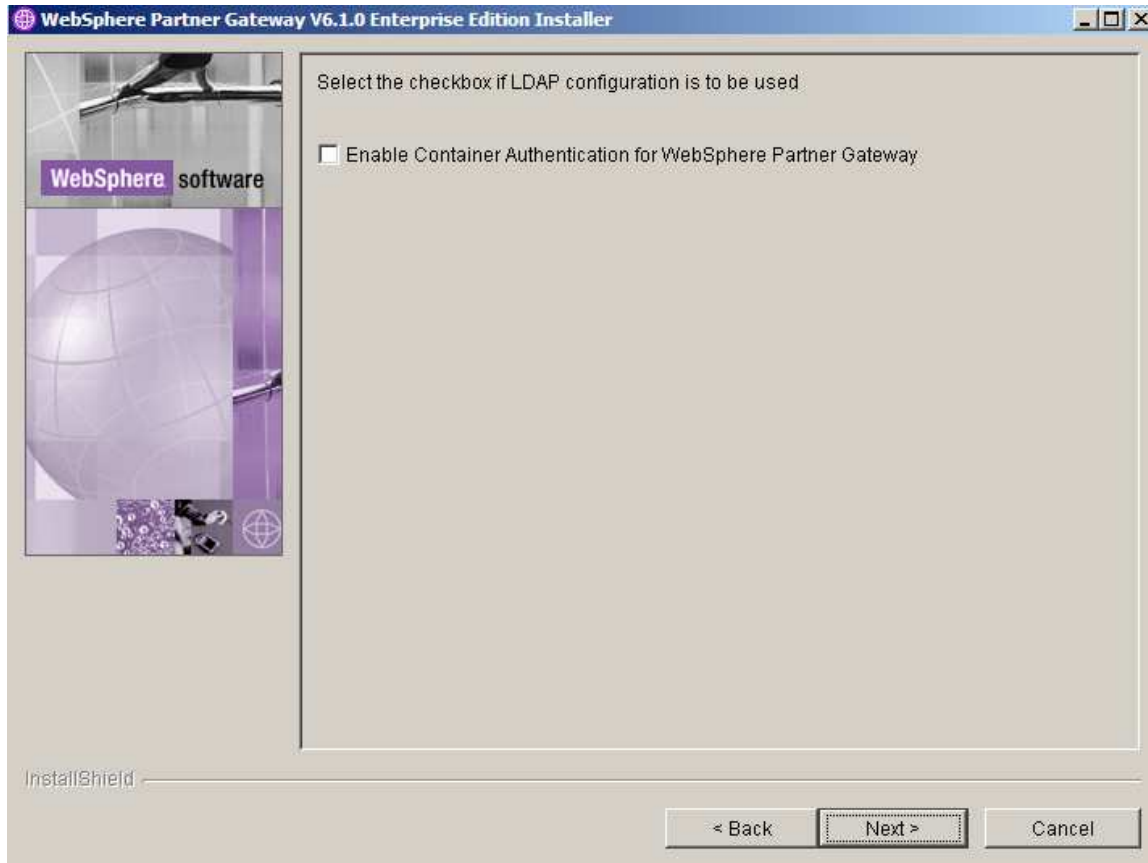 WebSphere Partner Gateway V6.1.0 Enterprise Edition Installer
WebSphere software
Select the checkbox if LDAP configuration is to be used
Enable Container Authentication for WebSphere Partner Gateway
InstallShield
< Back
Next >
Cancel